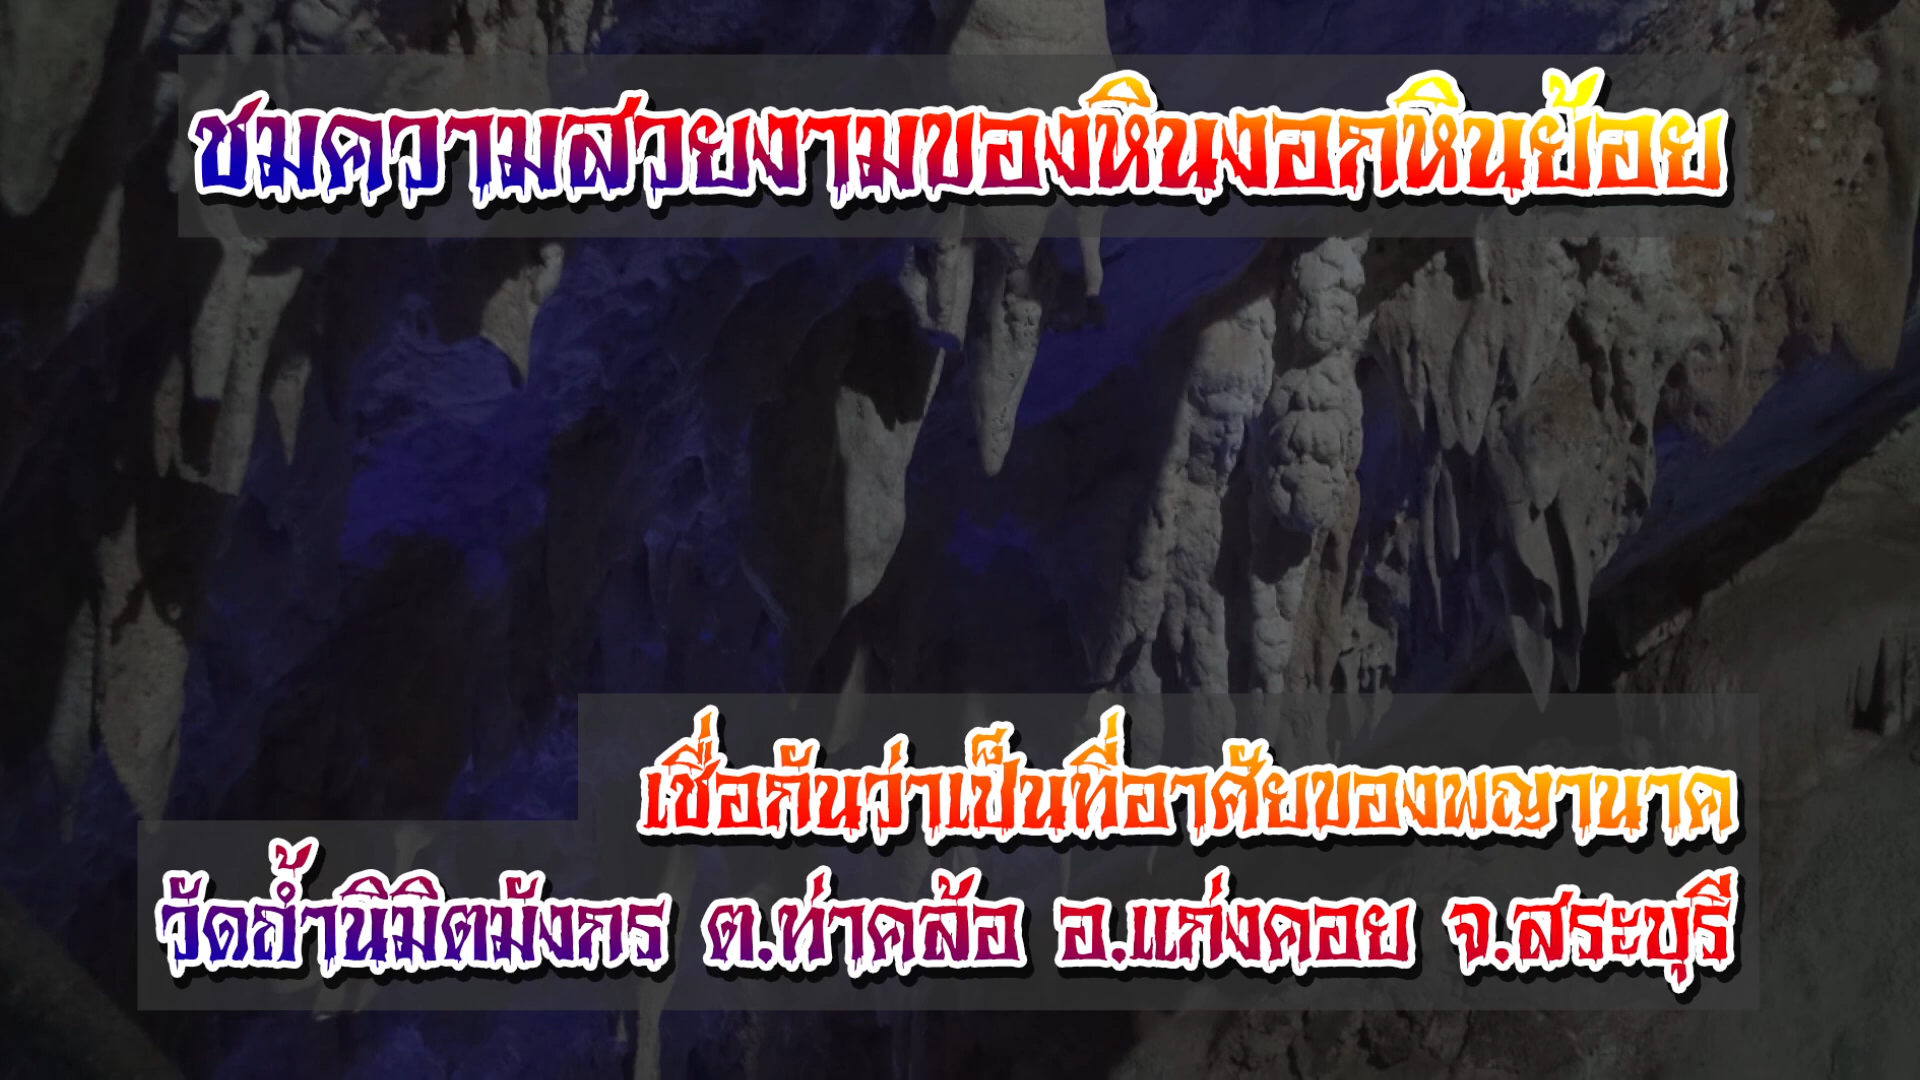 ชมความสวยงามของหินงอกหินย้อย
เชื่อกันว่าเป็นที่อาศัยของพญานาค
วัดถ้ำนิมิตมังกร ต.ท่าคล้อ อ.แก่งคอย จ.สระบุรี